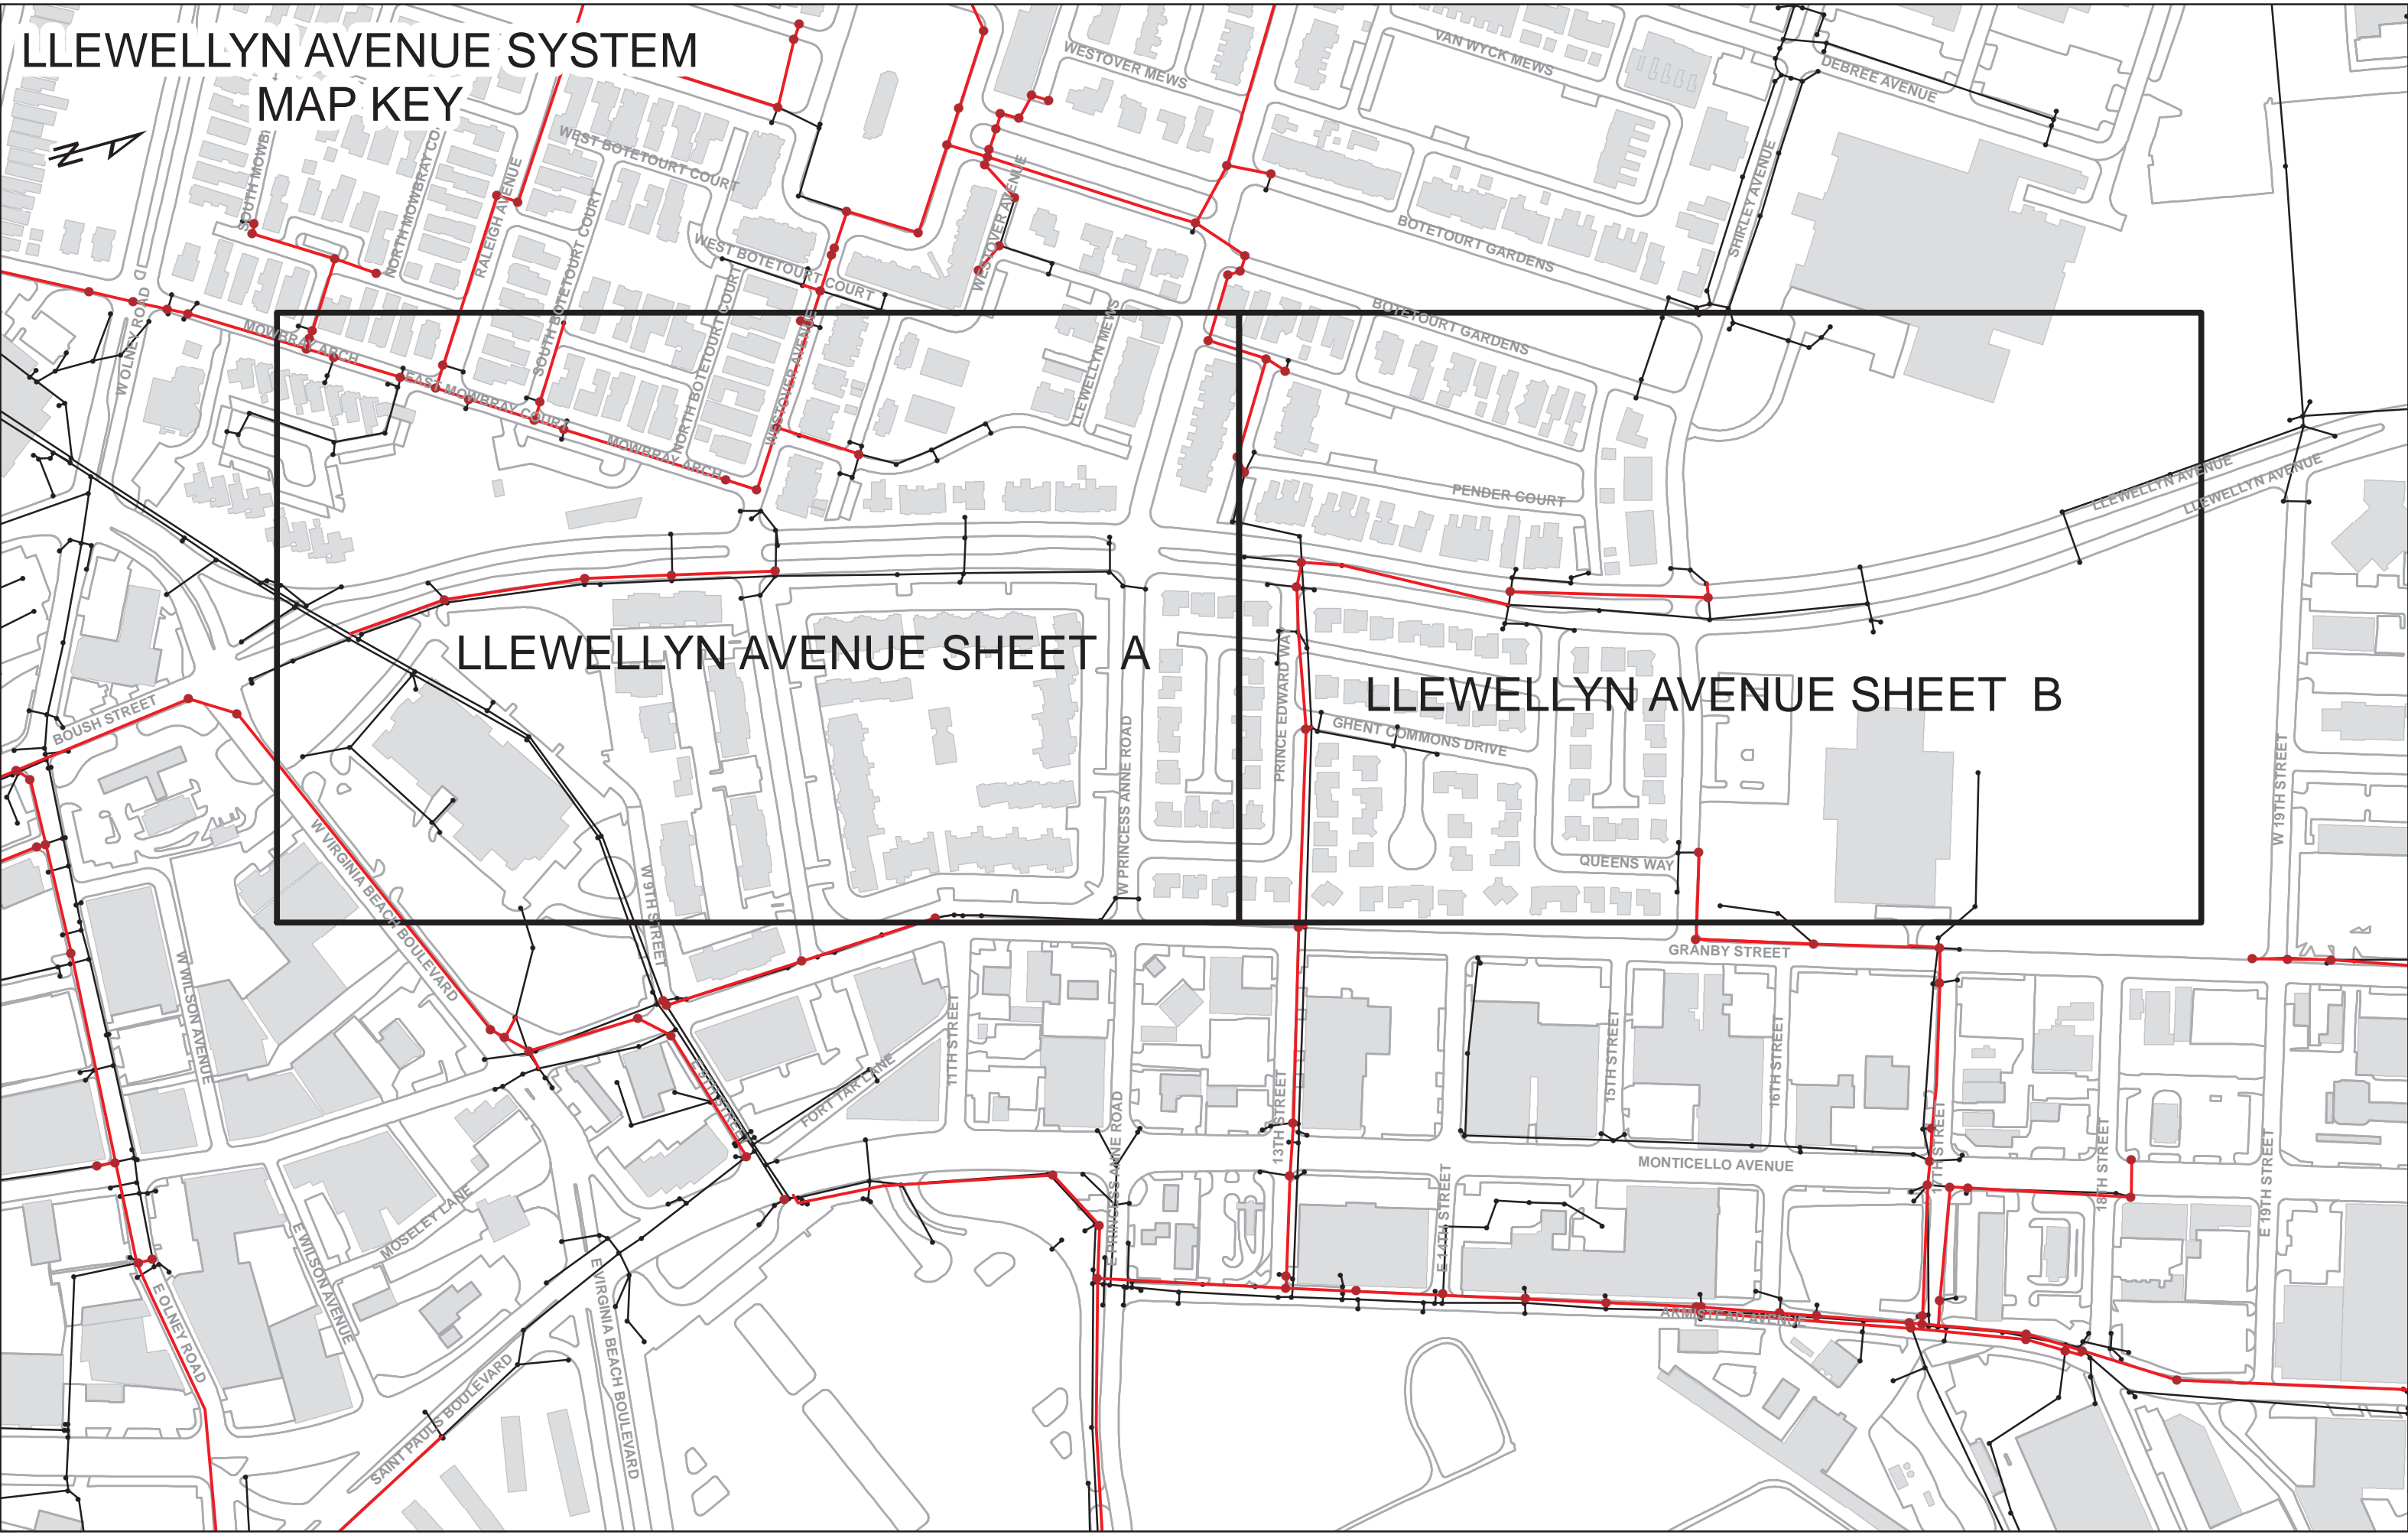 LLEWELLYN AVENUE SYSTEM
MAP KEY
N
WESTOVER MEWS
VAN WYCK MEWS
DEBREE AVENUE
WEST BOTETOURT COURT
SOUTH MOWB
NORTH MOWBRAY CO
RALEIGH AVENUE
SOUTH BOTETOURT COURT
WEST BOTETOURT COURT
NORTH BOTETOURT COURT
WESTOVER AVENUE
SHIRLEY AVENUE
BOTETOURT GARDENS
BOTETOURT GARDENS
W OLNEY ROAD
MOWBRAY ARCH
EAST MOWBRAY COURT
MOWBRAY ARCH
WESTOVER AVENUE
LLEWELLYN MEWS
PENDER COURT
LLEWELLYN AVENUE
LLEWELLYN AVENUE
LLEWELLYN AVENUE SHEET A
LLEWELLYN AVENUE SHEET B
BOUSH STREET
PRINCE EDWARD WA
GHENT COMMONS DRIVE
W PRINCESS ANNE ROAD
W 19TH STREET
W VIRGINIA BEACH BOULEVARD
W 9TH STREET
QUEENS WAY
GRANBY STREET
W WILSON AVENUE
11TH STREET
FORT TAR LANE
E PRINCESS ANNE ROAD
13TH STREET
15TH STREET
16TH STREET
17TH STREET
18TH STREET
E 19TH STREET
MONTICELLO AVENUE
E 14TH STREET
MOSELEY LANE
E WILSON AVENUE
E OLNEY ROAD
E VIRGINIA BEACH BOULEVARD
SAINT PAULS BOULEVARD
ARMISTEAD AVENUE